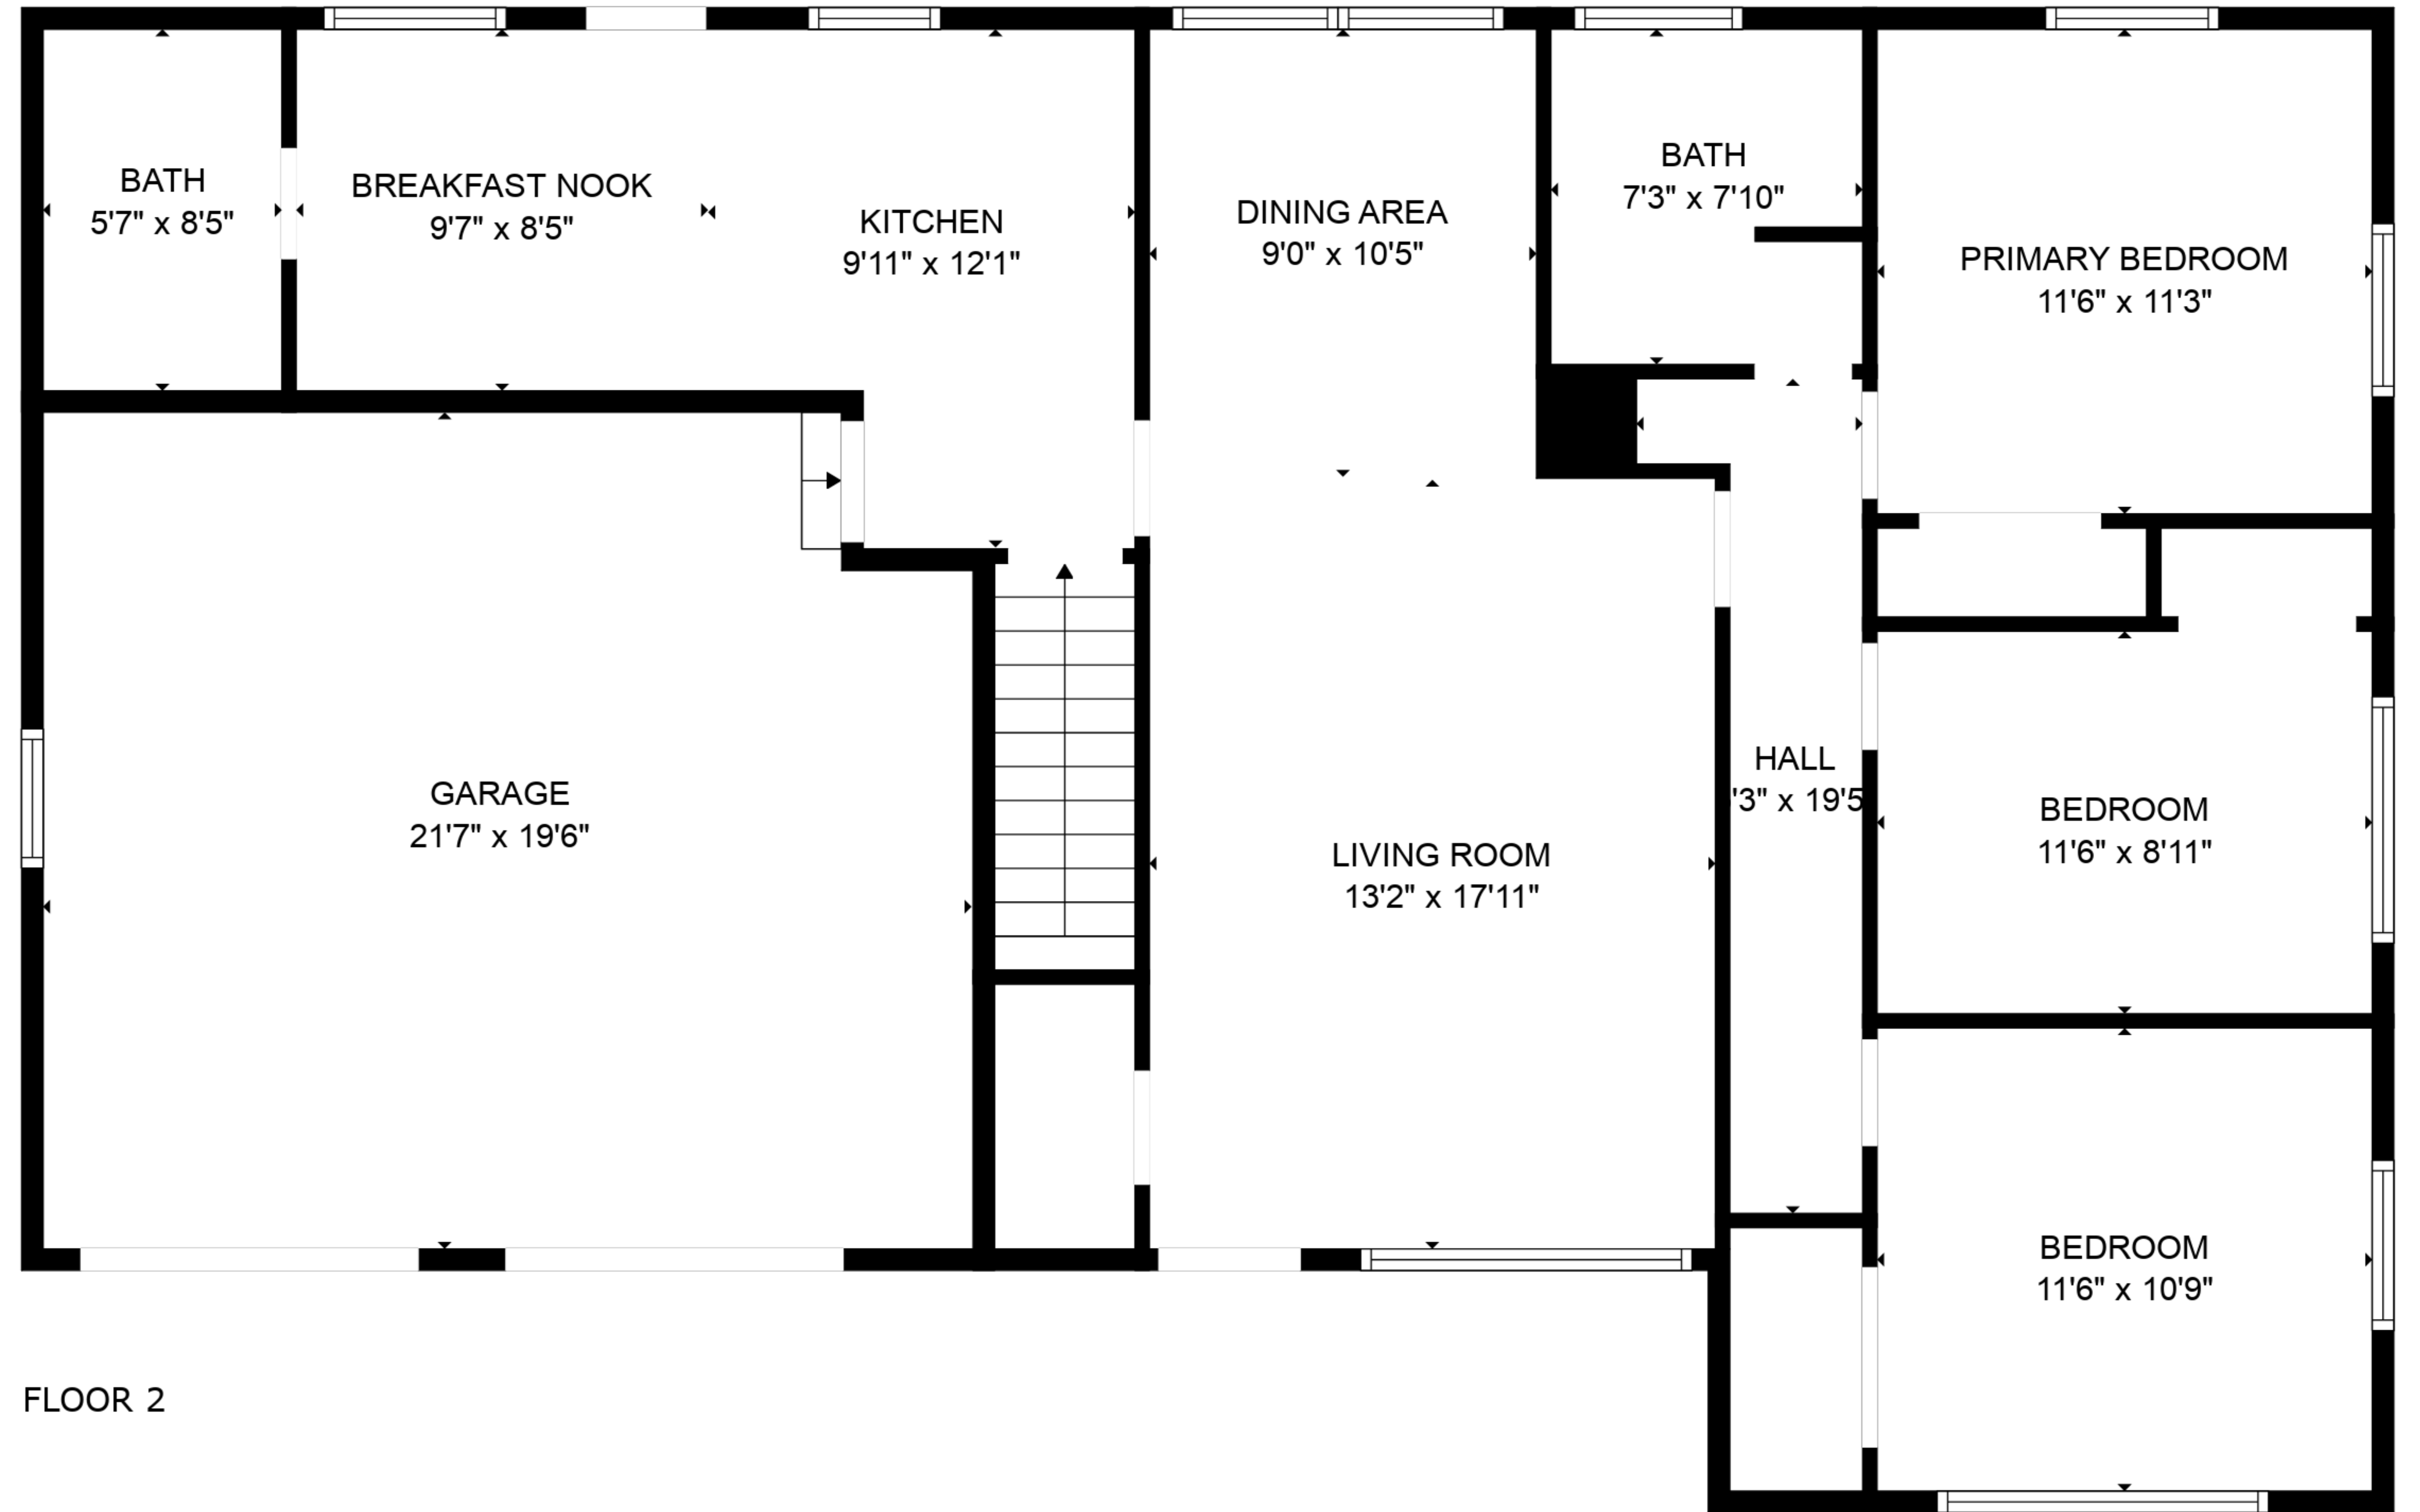 BATH
5'7" x 8'5"
BREAKFAST NOOK
9'7" x 8'5"
KITCHEN
9'11" x 12'1"
DINING AREA
9'0" x 10'5"
BATH
7'3" x 7'10"
PRIMARY BEDROOM
11'6" x 11'3"
GARAGE
21'7" x 19'6"
LIVING ROOM
13'2" x 17'11"
HALL
'3" x 19'5
BEDROOM
11'6" x 8'11"
BEDROOM
11'6" x 10'9"
FLOOR 2